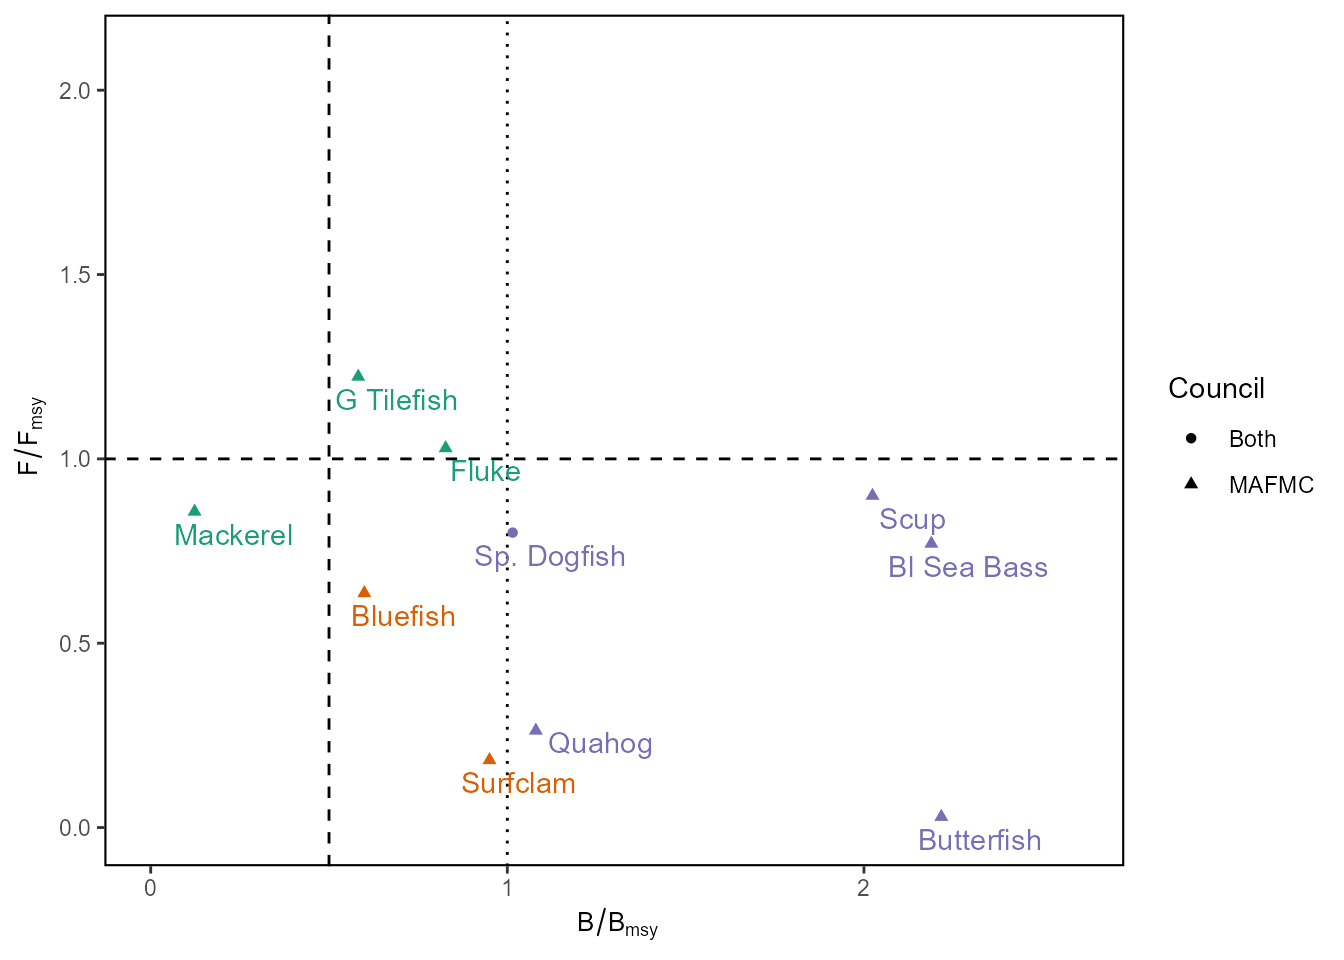 2.0
1.5
1.0
0.5
0.0
F/Fmsy
G Tilefish
Fluke
Mackerel
Scup
Sp. Dogfish
Bl Sea Bass
Bluefish
Quahog
Surfclam
Butterfish
0
1
2
B/Bmsy
Council
Both
MAFMC